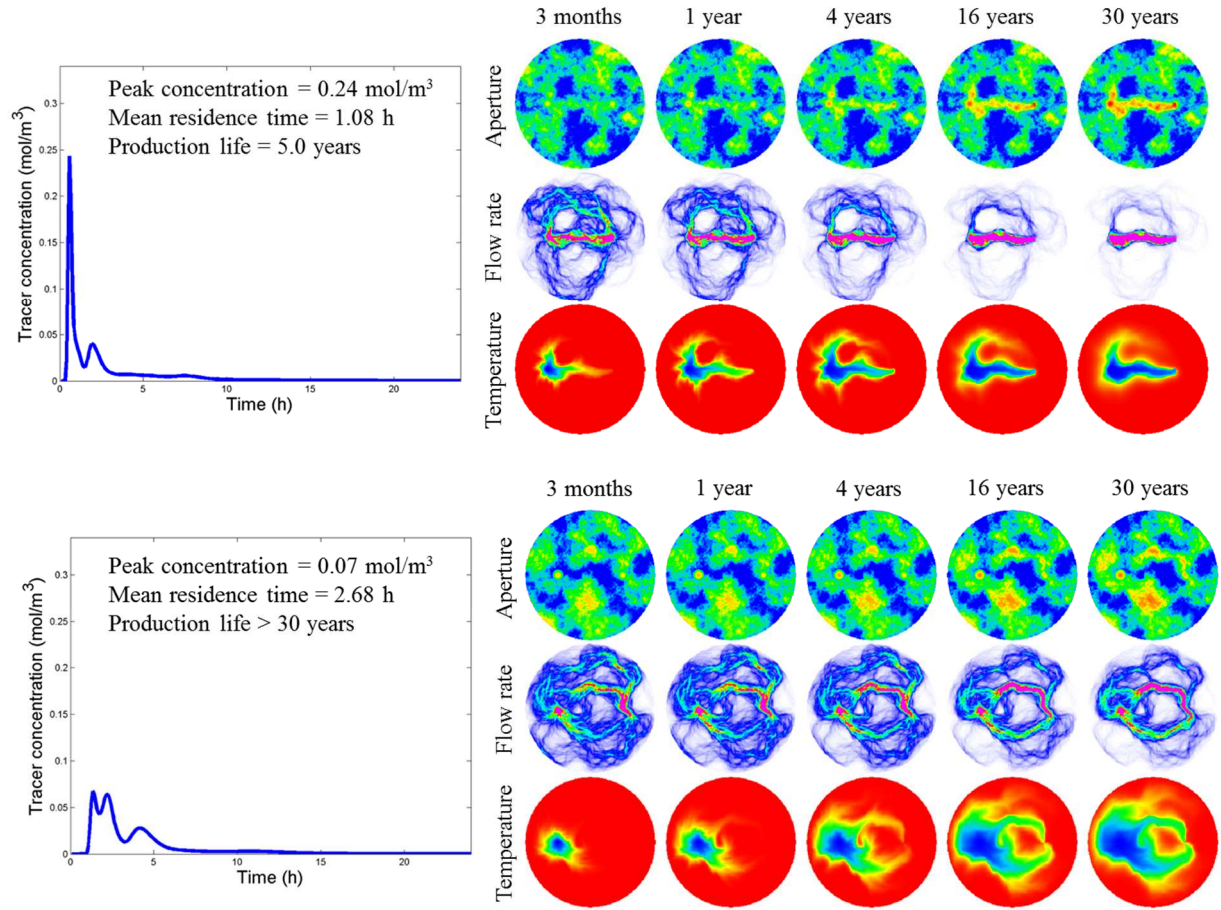 3 months 1 year 4 years 16 years 30 years
Peak concentration = 0.24 mol/m³
Mean residence time = 1.08 h
Production life = 5.0 years
Tracer concentration (mol/m³)
0.3
0.25
0.2
0.15
0.1
0.05
0
0 5 10 15 20
Time (h)
Aperture
Flow rate
Temperature
3 months 1 year 4 years 16 years 30 years
Peak concentration = 0.07 mol/m³
Mean residence time = 2.68 h
Production life > 30 years
Tracer concentration (mol/m³)
0.3
0.25
0.2
0.15
0.1
0.05
0
0 5 10 15 20
Time (h)
Aperture
Flow rate
Temperature